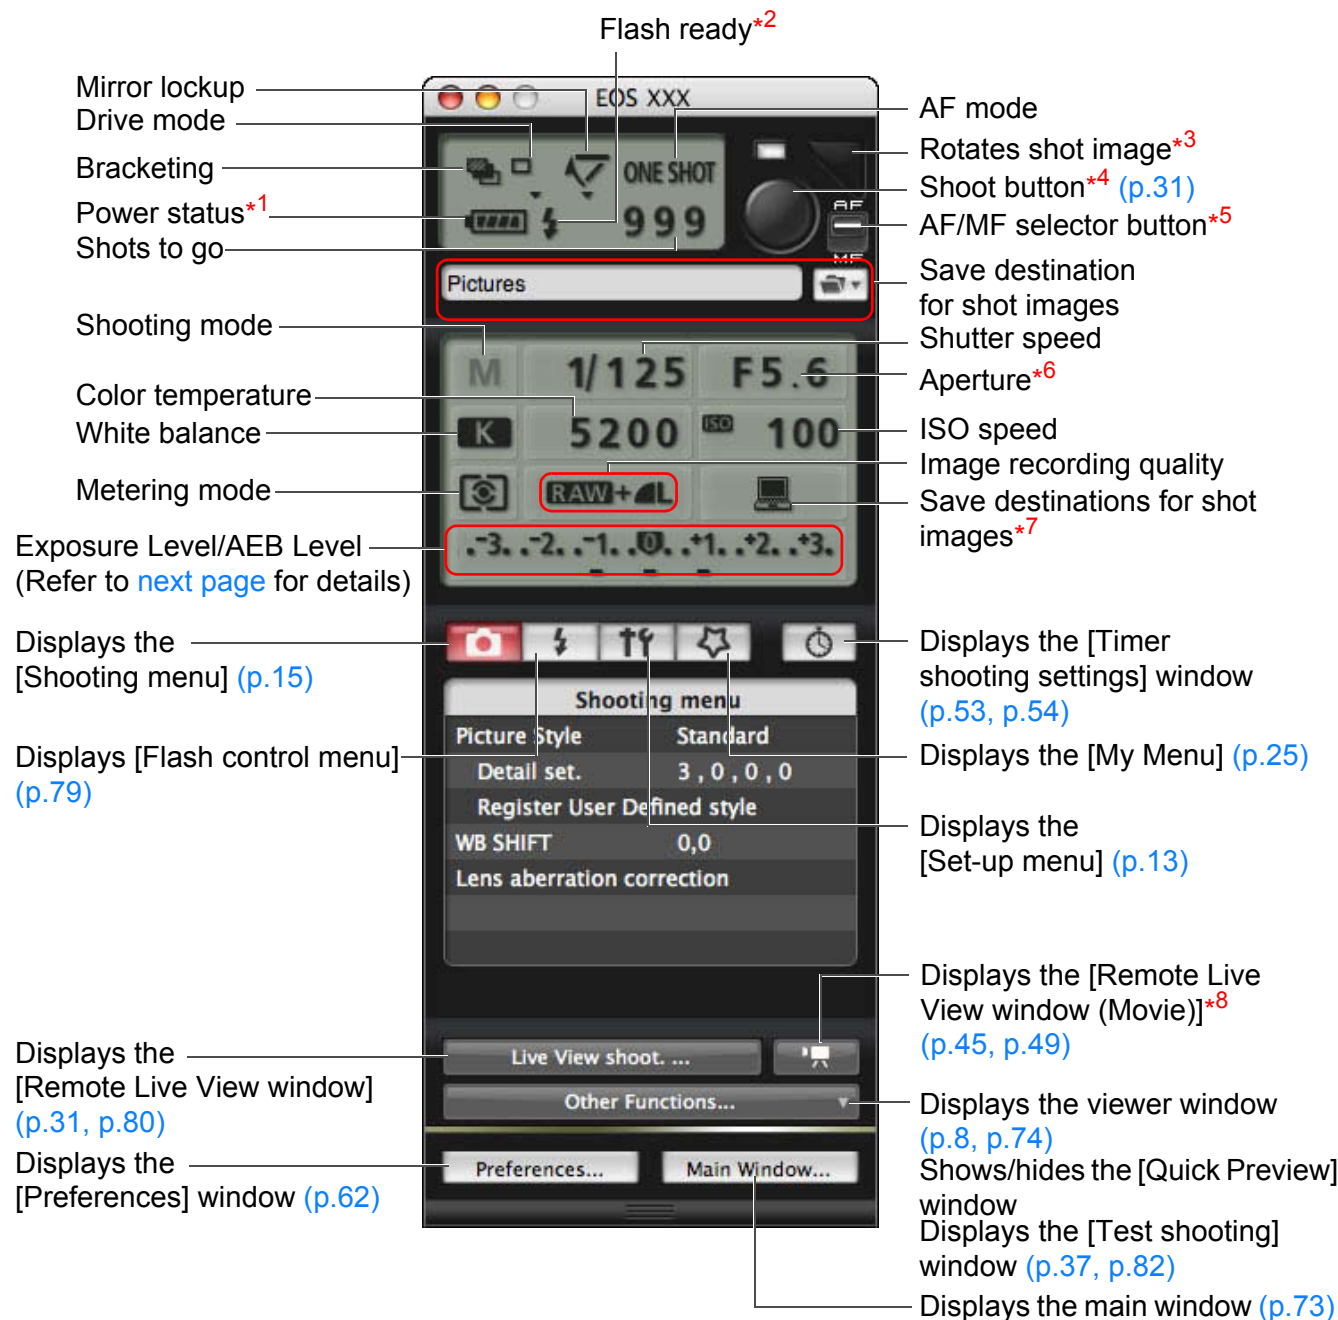 Flash ready*2
Mirror lockup
Drive mode
Bracketing
Power status*1
Shots to go
Shooting mode
Color temperature
White balance
Metering mode
Exposure Level/AEB Level
(Refer to next page for details)
Displays the
[Shooting menu] (p.15)
Displays [Flash control menu]
(p.79)
Displays the
[Remote Live View window]
(p.31, p.80)
Displays the
[Preferences] window (p.62)
EOS XXX
ONE SHOT
999
AF
MF
Pictures
M 1/125 F5.6
K 5200 ISO 100
RAW+L
.-3. .-2. .-1. .0. .+1. .+2. .+3.
Shooting menu
Picture Style Standard
Detail set. 3 , 0 , 0 , 0
Register User Defined style
WB SHIFT 0,0
Lens aberration correction
Live View shoot. ...
Other Functions...
Preferences... Main Window...
AF mode
Rotates shot image*3
Shoot button*4 (p.31)
AF/MF selector button*5
Save destination
for shot images
Shutter speed
Aperture*6
ISO speed
Image recording quality
Save destinations for shot
images*7
Displays the [Timer
shooting settings] window
(p.53, p.54)
Displays the [My Menu] (p.25)
Displays the
[Set-up menu] (p.13)
Displays the [Remote Live
View window (Movie)]*8
(p.45, p.49)
Displays the viewer window
(p.8, p.74)
Shows/hides the [Quick Preview]
window
Displays the [Test shooting]
window (p.37, p.82)
Displays the main window (p.73)